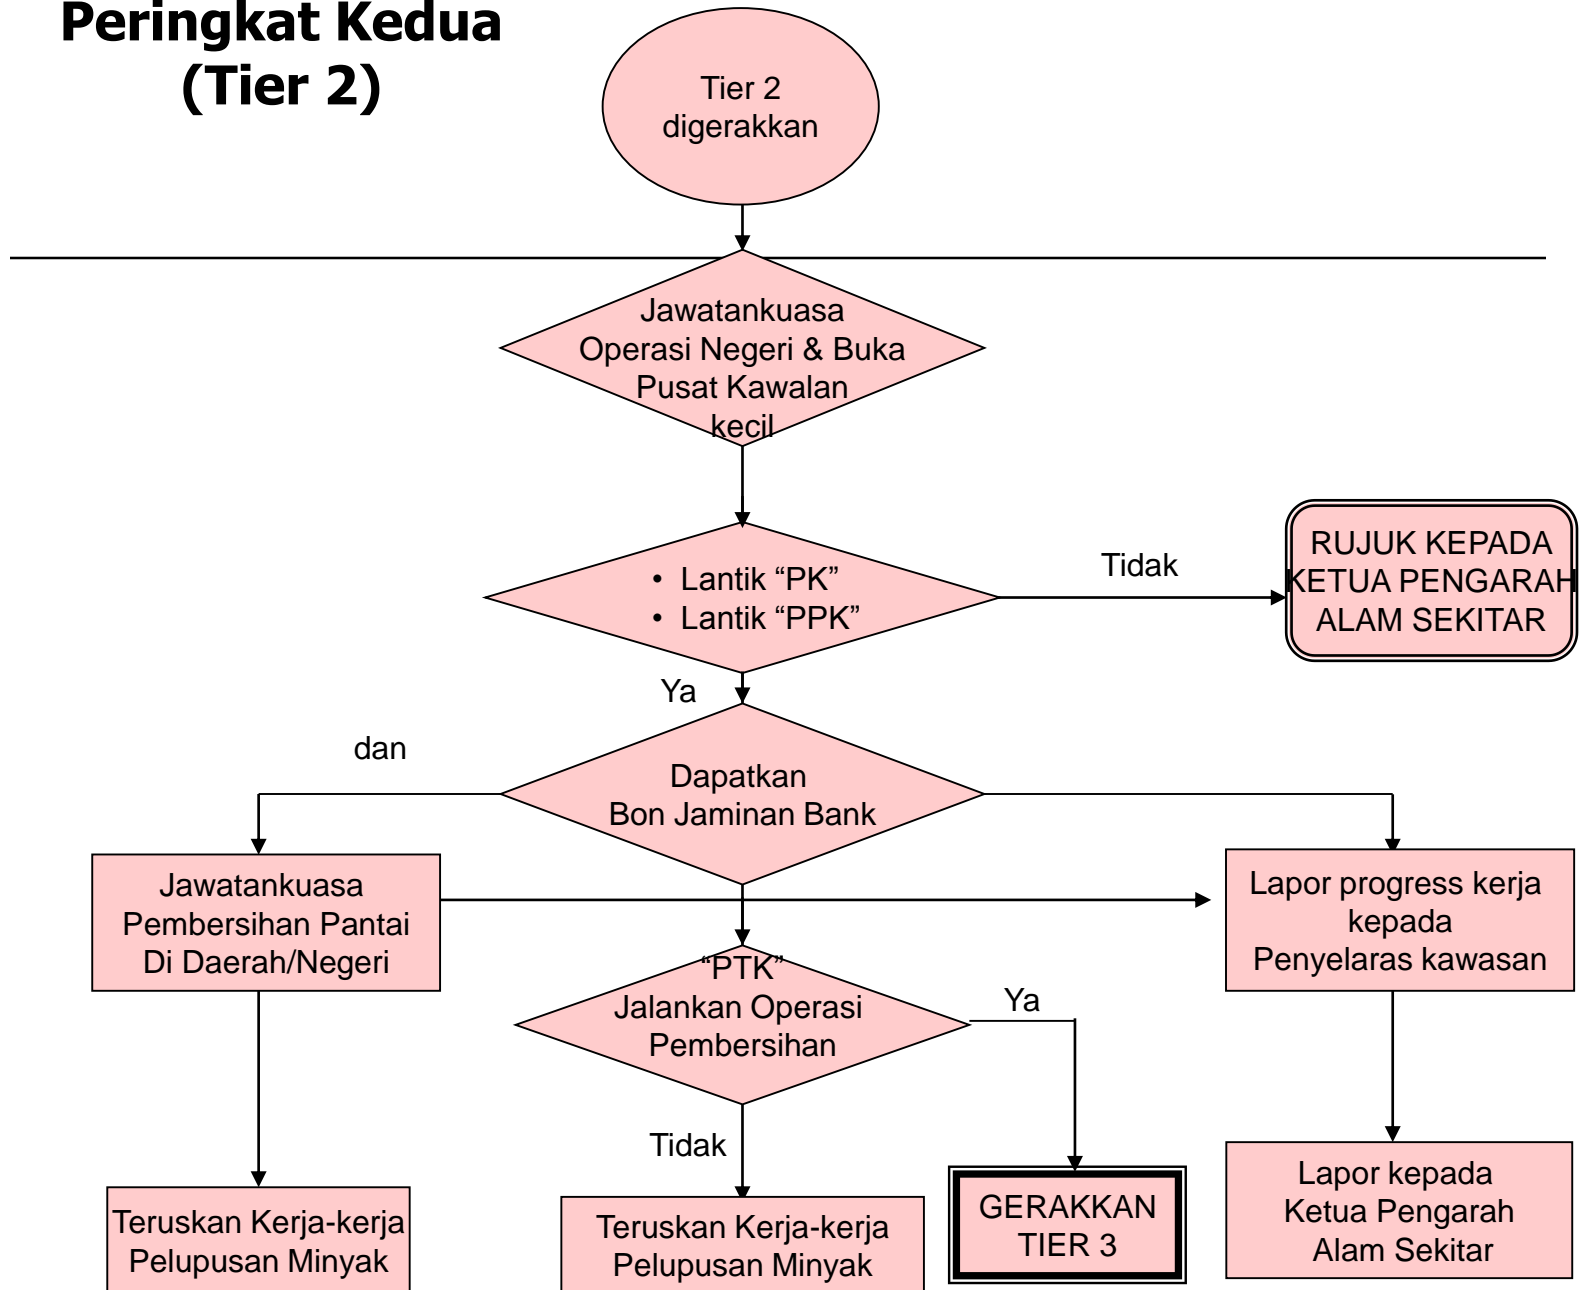 Peringkat Kedua
(Tier 2)
Tier 2
digerakkan
Jawatankuasa
Operasi Negeri & Buka
Pusat Kawalan
kecil
• Lantik “PK”
• Lantik “PPK”
Tidak
RUJUK KEPADA
KETUA PENGARAH
ALAM SEKITAR
Ya
dan
Dapatkan
Bon Jaminan Bank
Jawatankuasa
Pembersihan Pantai
Di Daerah/Negeri
Lapor progress kerja
kepada
Penyelaras kawasan
“PTK”
Jalankan Operasi
Pembersihan
Ya
Tidak
Teruskan Kerja-kerja
Pelupusan Minyak
Teruskan Kerja-kerja
Pelupusan Minyak
GERAKKAN
TIER 3
Lapor kepada
Ketua Pengarah
Alam Sekitar